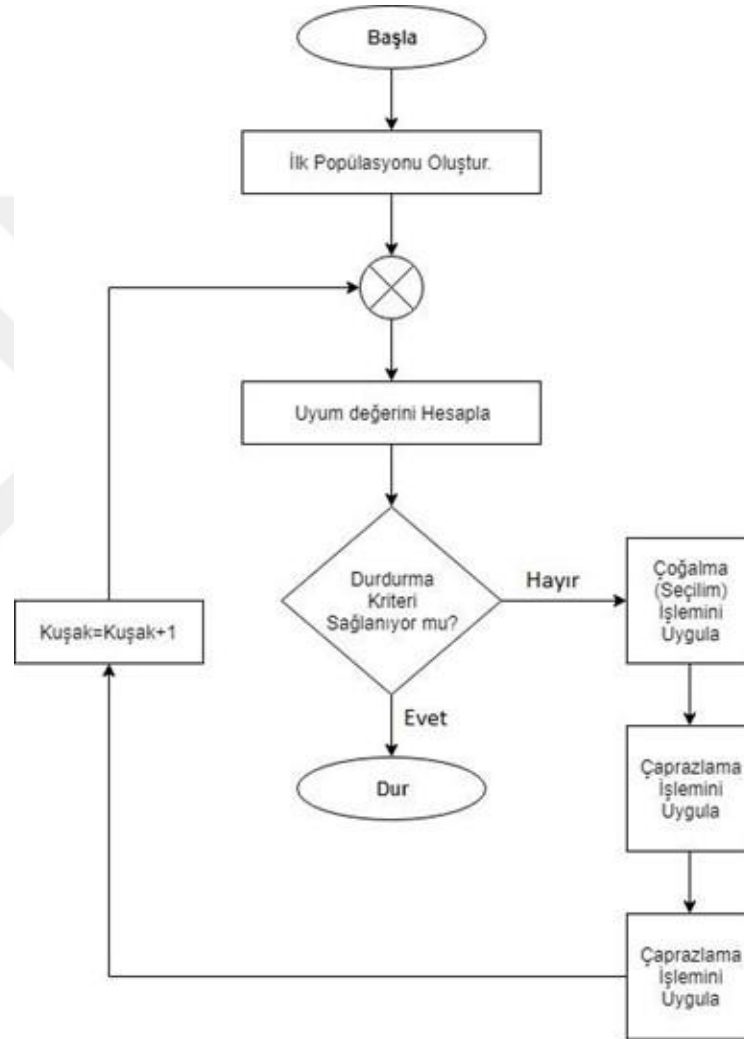 Başla
İlk Popülasyonu Oluştur.
Uyum değerini Hesapla
Durdurma
Kriteri
Sağlanıyor mu?
Hayır
Çoğalma
(Seçilim)
İşlemini
Uygula
Kuşak=Kuşak+1
Evet
Dur
Çaprazlama
İşlemini
Uygula
Çaprazlama
İşlemini
Uygula